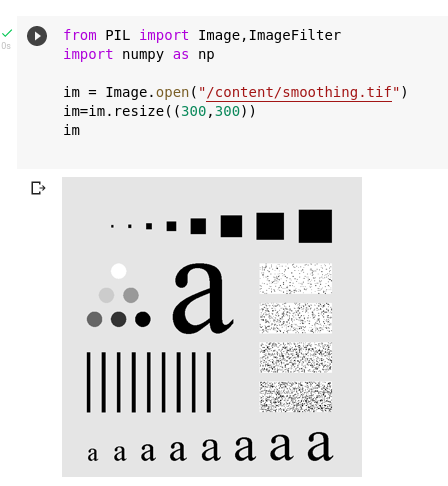 0s
from PIL import Image,ImageFilter
import numpy as np
im = Image.open("/content/smoothing.tif")
im=im.resize((300,300))
im
a
a a a a a a a a